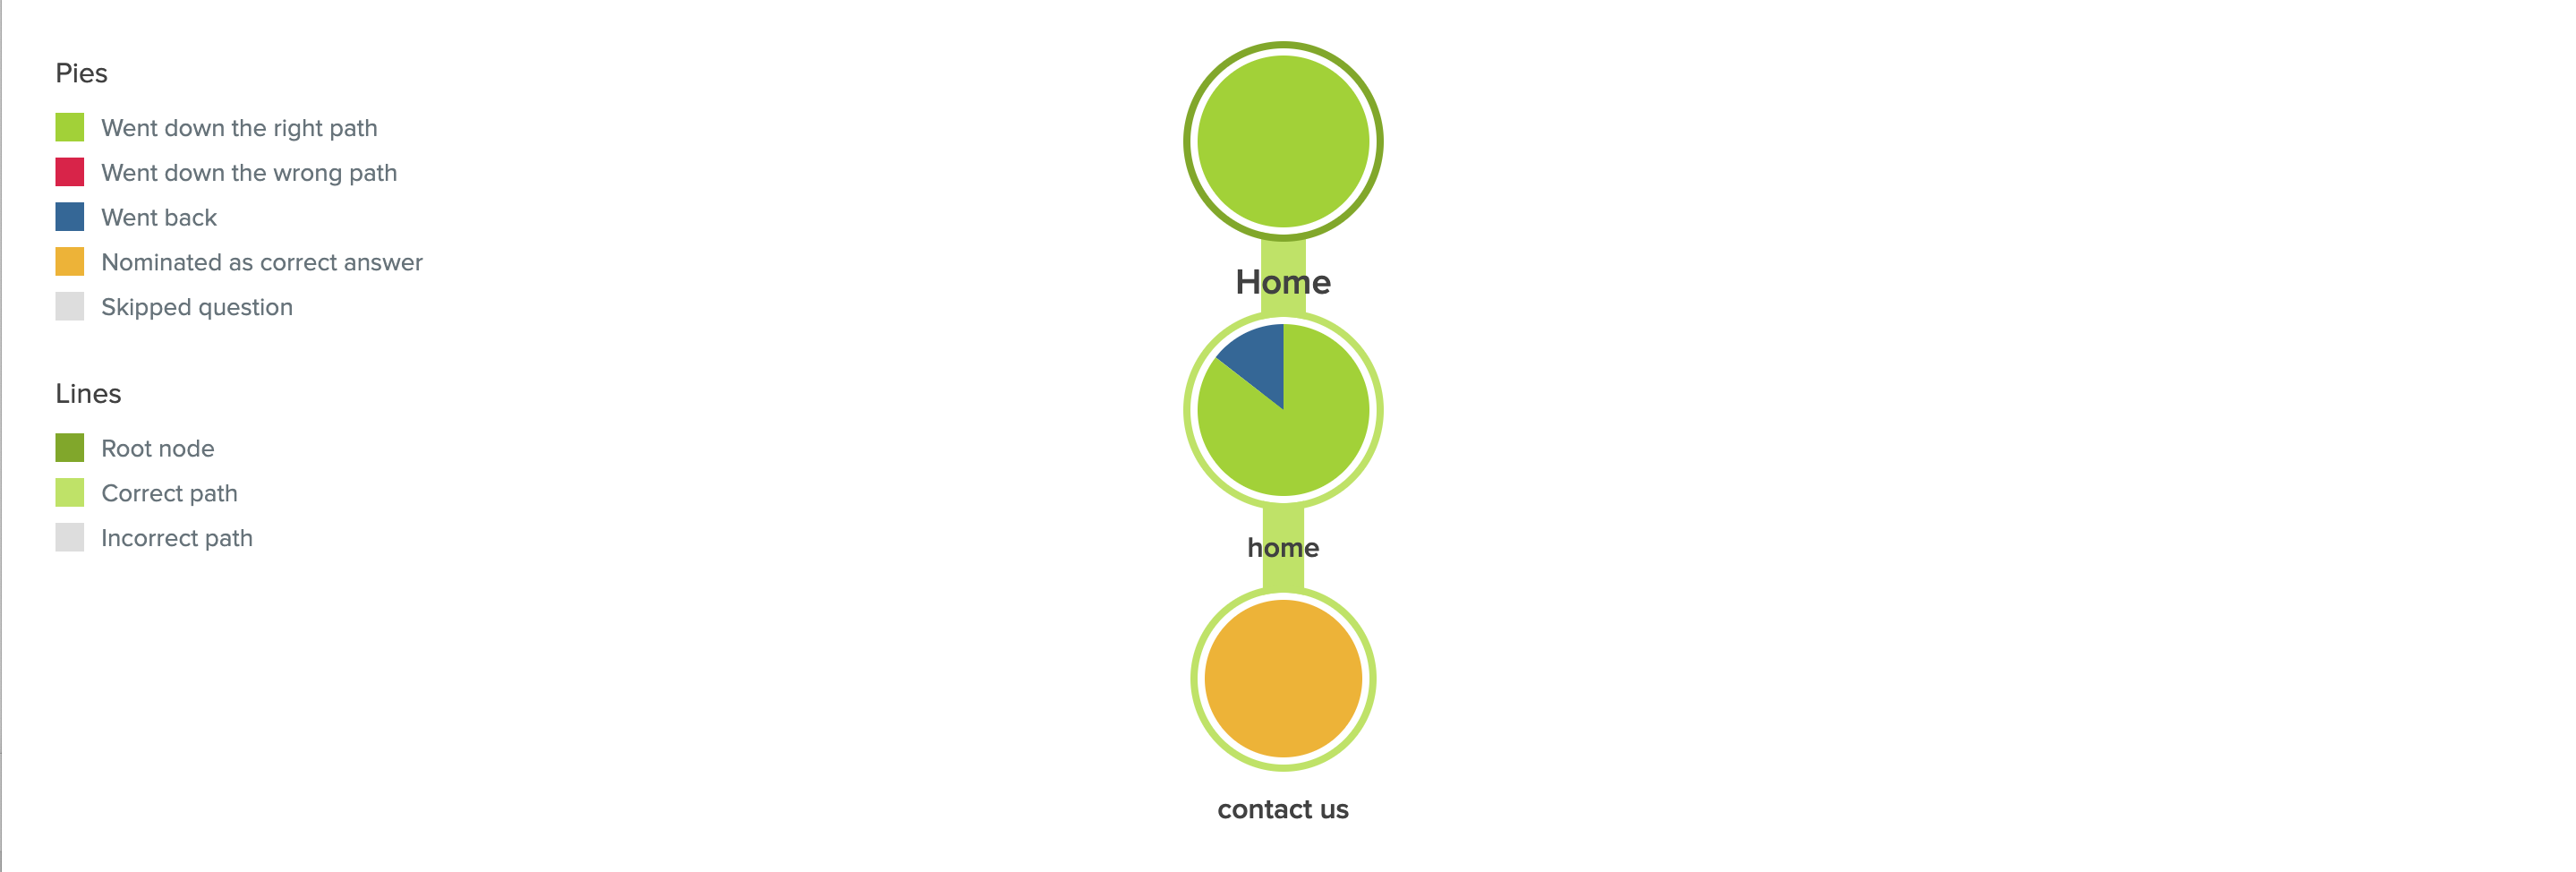 Pies
Went down the right path
Went down the wrong path
Went back
Nominated as correct answer
Skipped question
Lines
Root node
Correct path
Incorrect path
Home
home
contact us